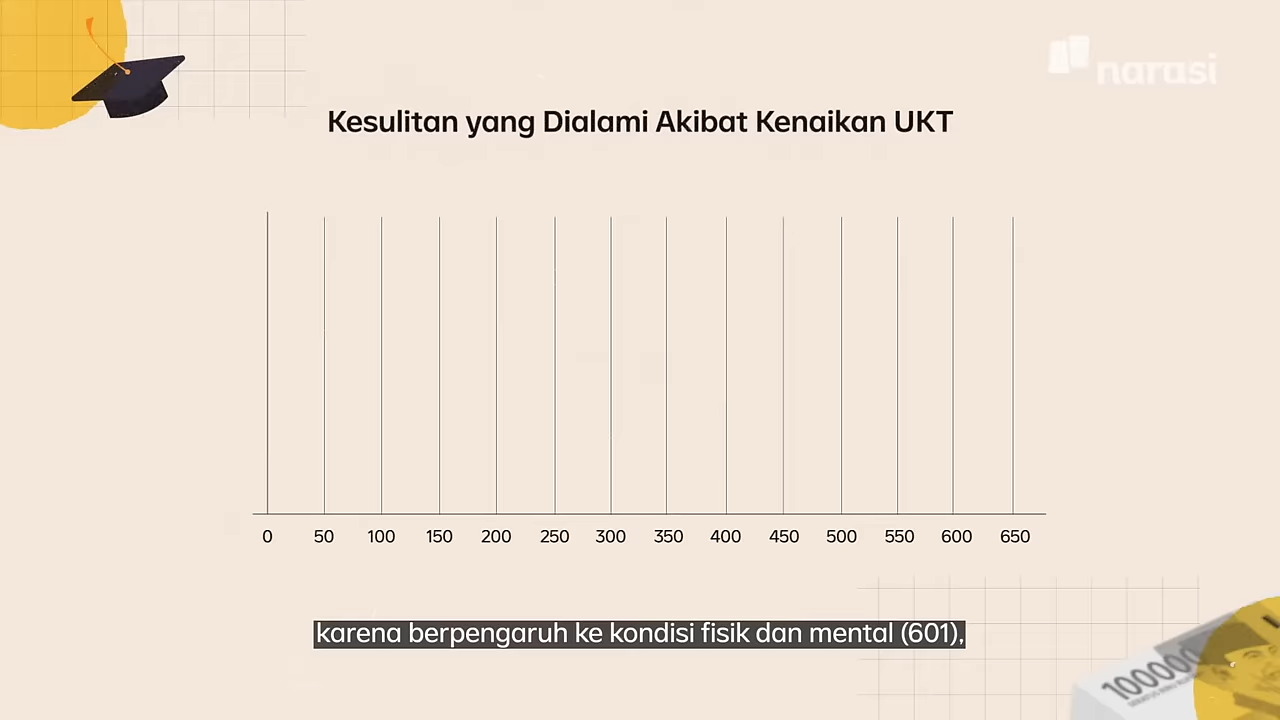 narasi
Kesulitan yang Dialami Akibat Kenaikan UKT
0 50 100 150 200 250 300 350 400 450 500 550 600 650
karena berpengaruh ke kondisi fisik dan mental (601),
100000